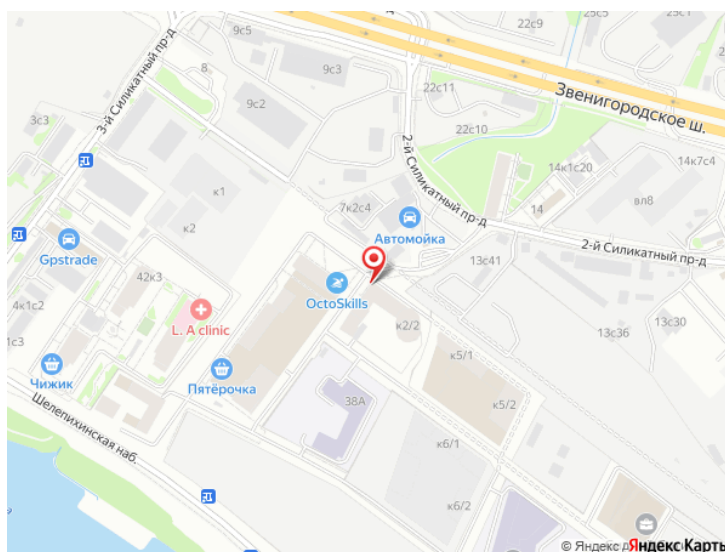 9с5
25с1
25с5
8
9с3
22с11
22с9
3-й Силикатный пр-д
9с2
22с10
Звенигородское ш.
3с3
2-й Силикатный пр-д
14к1с20
14к7с4
к1
7к2с4
14
вл8
к2
Автомойка
2-й Силикатный пр-д
Gpstrade
13с41
42к3
OctoSkills
4к1с2
L. A clinic
13с30
к2/2
13с36
1с3
к5/1
Чижик
Пятёрочка
38А
к5/2
Шелепихинская наб.
к6/1
к6/2
© Яндекс Яндекс Карты